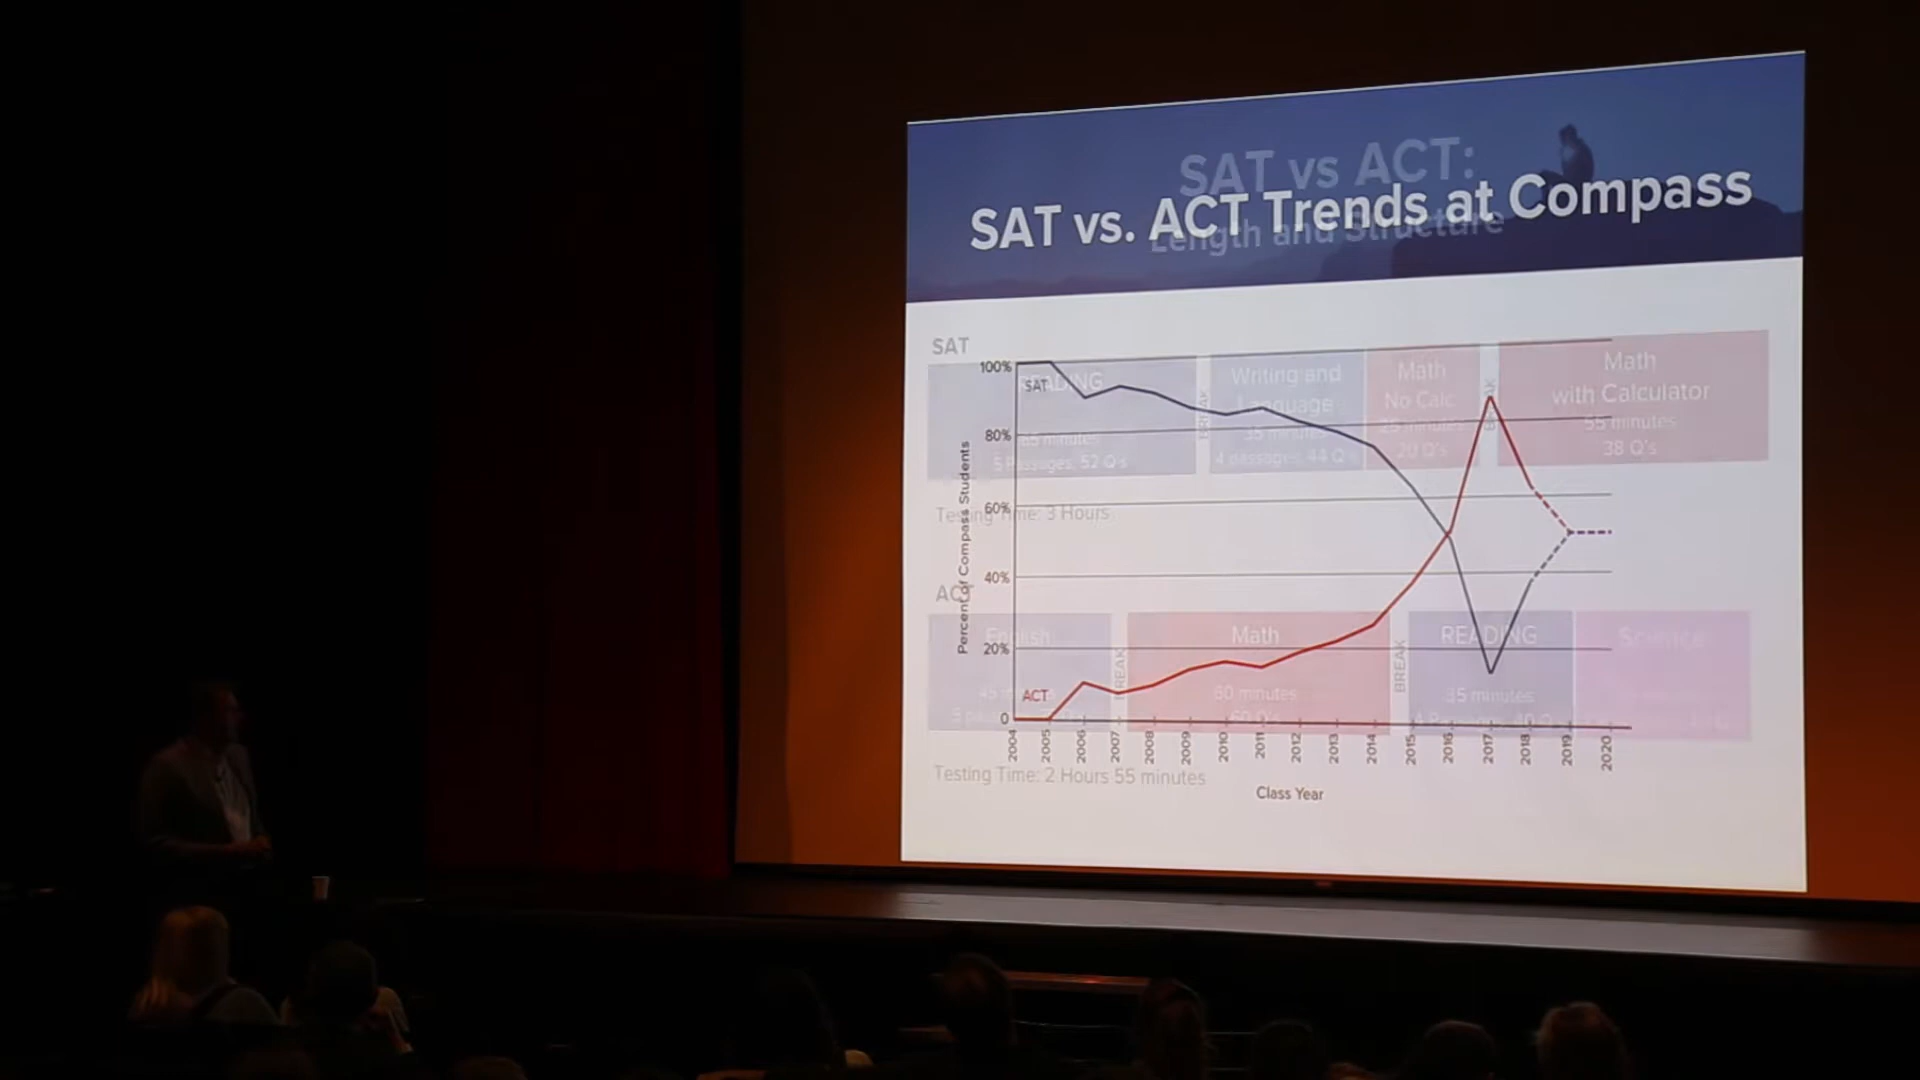 SAT vs ACT:
Length and Structure
SAT vs. ACT Trends at Compass
SAT
READING
5 Passages, 52 Q's
BREAK
Writing and
Language
35 minutes
4 passages, 44 Q's
Math
No Calc
25 minutes
20 Q's
BREAK
Math
with Calculator
55 minutes
38 Q's
Testing Time: 3 Hours
ACT
English
BREAK
Math
60 minutes
60 Q's
BREAK
READING
35 minutes
Science
Testing Time: 2 Hours 55 minutes
Percent of Compass Students
100%
80%
60%
40%
20%
0
SAT
ACT
2004
2005
2006
2007
2008
2009
2010
2011
2012
2013
2014
2015
2016
2017
2018
2019
2020
Class Year